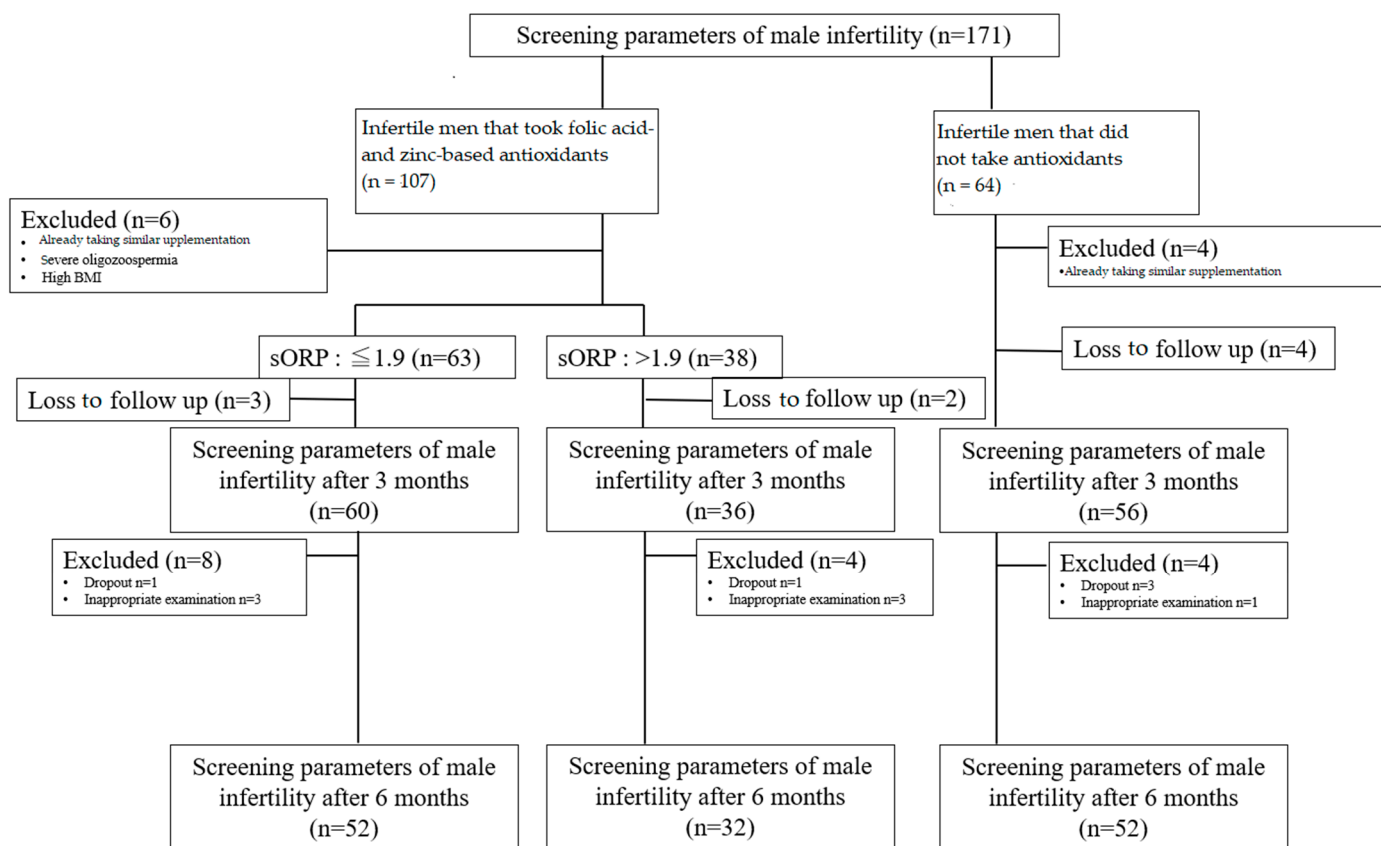 Screening parameters of male infertility (n=171)
Infertile men that took folic acid-
and zinc-based antioxidants
(n = 107)
Infertile men that did
not take antioxidants
(n = 64)
Excluded (n=6)
• Already taking similar upplementation
• Severe oligozoospermia
• High BMI
Excluded (n=4)
•Already taking similar supplementation
sORP : ≦1.9 (n=63)
sORP : >1.9 (n=38)
Loss to follow up (n=4)
Loss to follow up (n=3)
Loss to follow up (n=2)
Screening parameters of male
infertility after 3 months
(n=60)
Screening parameters of male
infertility after 3 months
(n=36)
Screening parameters of male
infertility after 3 months
(n=56)
Excluded (n=8)
• Dropout n=1
• Inappropriate examination n=3
Excluded (n=4)
• Dropout n=1
• Inappropriate examination n=3
Excluded (n=4)
• Dropout n=3
• Inappropriate examination n=1
Screening parameters of male
infertility after 6 months
(n=52)
Screening parameters of male
infertility after 6 months
(n=32)
Screening parameters of male
infertility after 6 months
(n=52)